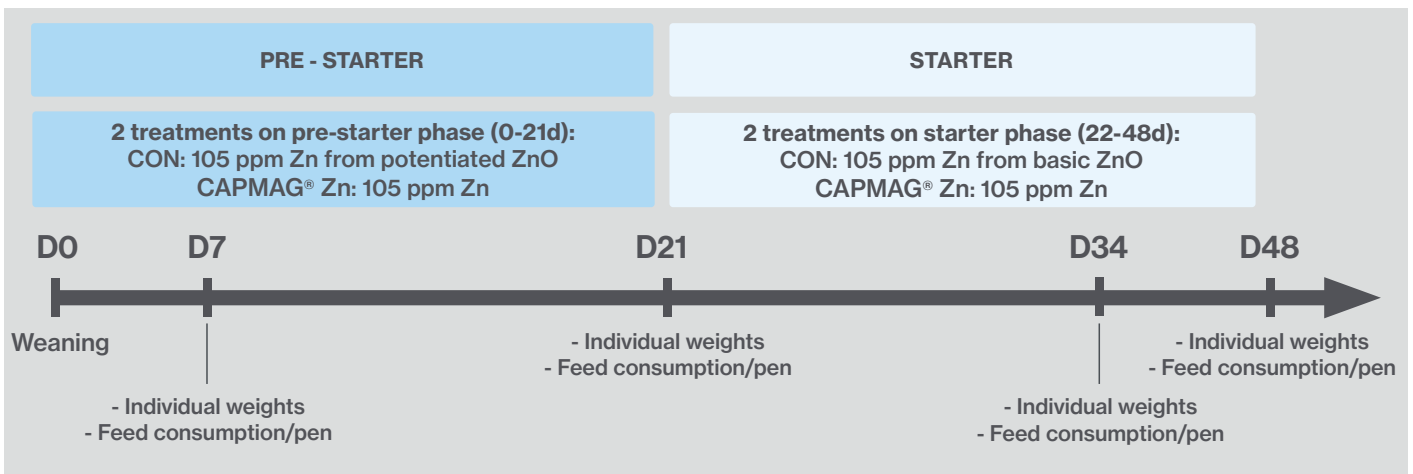 PRE - STARTER
STARTER
2 treatments on pre-starter phase (0-21d):
CON: 105 ppm Zn from potentiated ZnO
CAPMAG® Zn: 105 ppm Zn
2 treatments on starter phase (22-48d):
CON: 105 ppm Zn from basic ZnO
CAPMAG® Zn: 105 ppm Zn
D0
D7
D21
D34
D48
Weaning
- Individual weights
- Feed consumption/pen
- Individual weights
- Feed consumption/pen
- Individual weights
- Feed consumption/pen
- Individual weights
- Feed consumption/pen